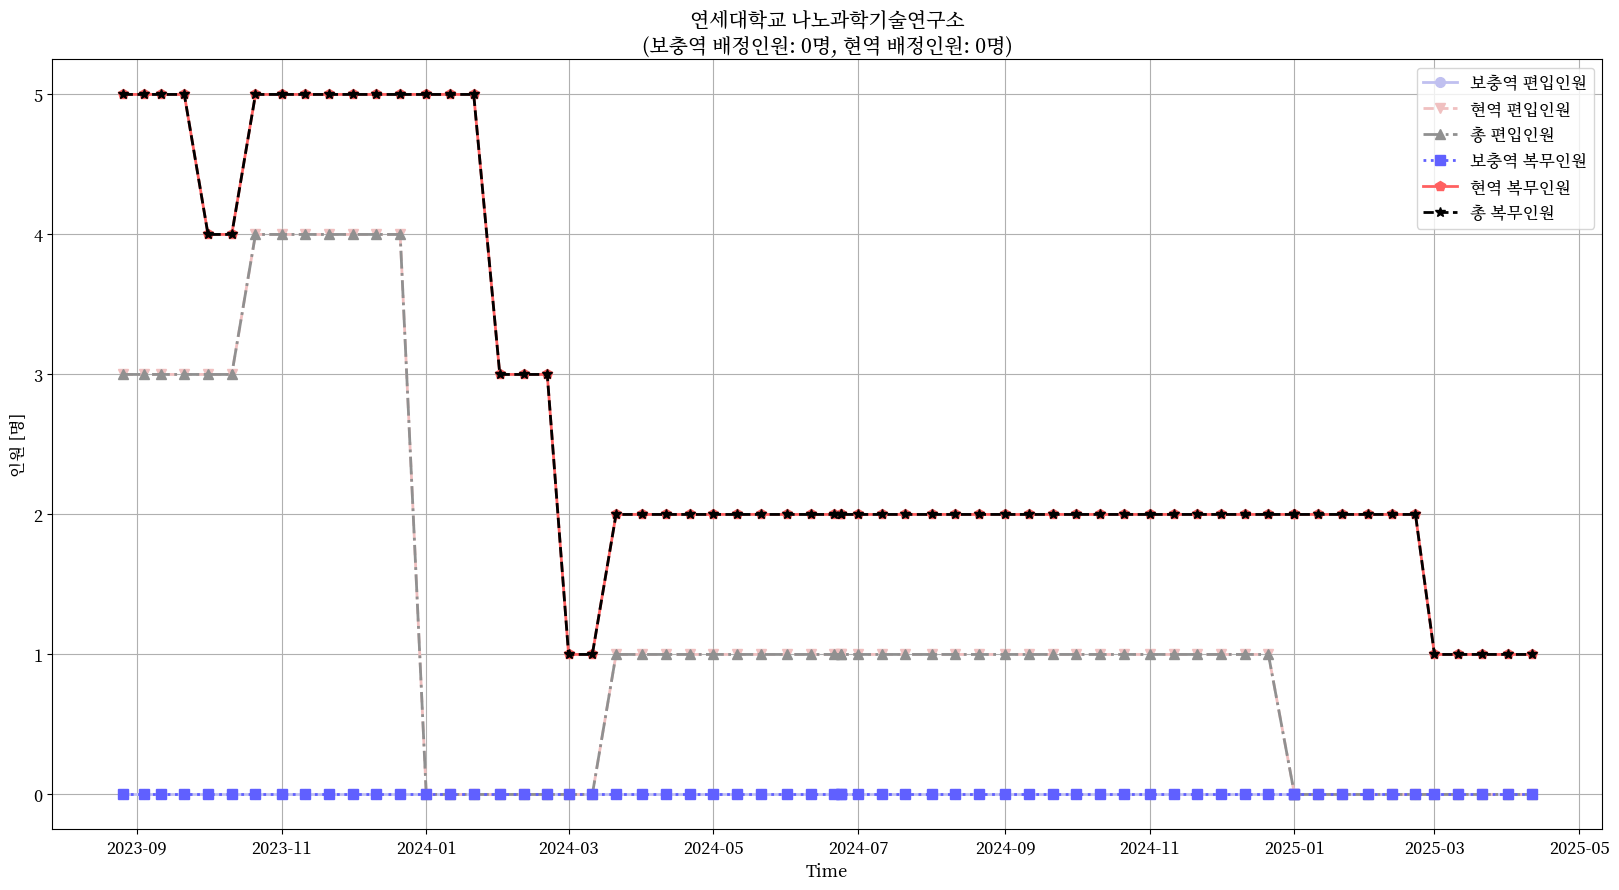 연세대학교 나노과학기술연구소
(보충역 배정인원: 0명, 현역 배정인원: 0명)
보충역 편입인원
현역 편입인원
총 편입인원
보충역 복무인원
현역 복무인원
총 복무인원
인원 [명]
5
4
3
2
1
0
2023-09
2023-11
2024-01
2024-03
2024-05
2024-07
2024-09
2024-11
2025-01
2025-03
2025-05
Time